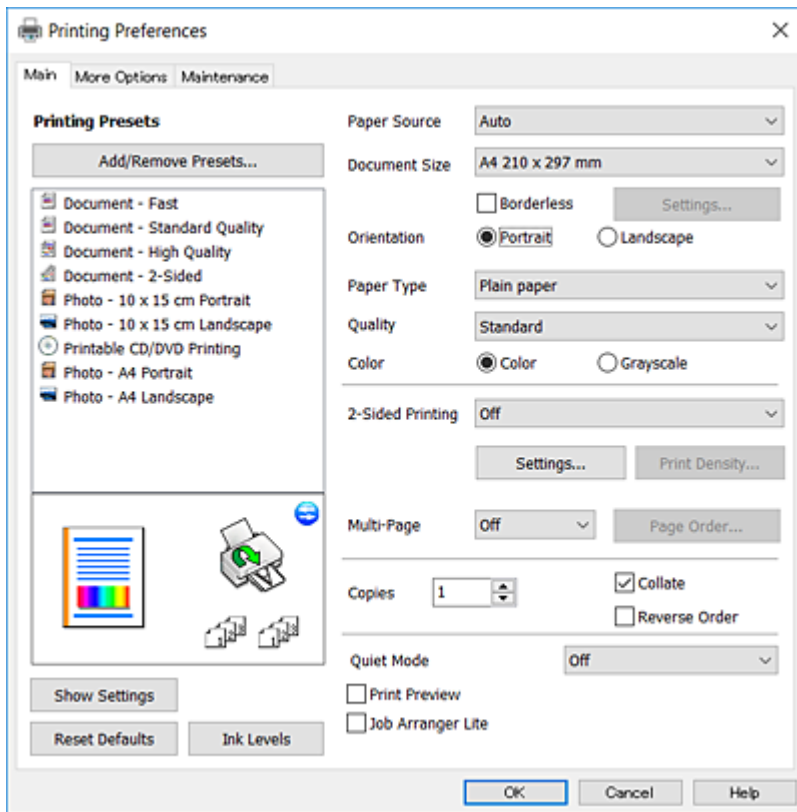 Printing Preferences
Main More Options Maintenance
Printing Presets
Add/Remove Presets...
Document - Fast
Document - Standard Quality
Document - High Quality
Document - 2-Sided
Photo - 10 x 15 cm Portrait
Photo - 10 x 15 cm Landscape
Printable CD/DVD Printing
Photo - A4 Portrait
Photo - A4 Landscape
Show Settings
Reset Defaults Ink Levels
Paper Source Auto
Document Size A4 210 x 297 mm
Borderless Settings...
Orientation Portrait Landscape
Paper Type Plain paper
Quality Standard
Color Color Grayscale
2-Sided Printing Off
Settings... Print Density...
Multi-Page Off Page Order...
Copies 1 Collate
Reverse Order
Quiet Mode Off
Print Preview
Job Arranger Lite
OK Cancel Help